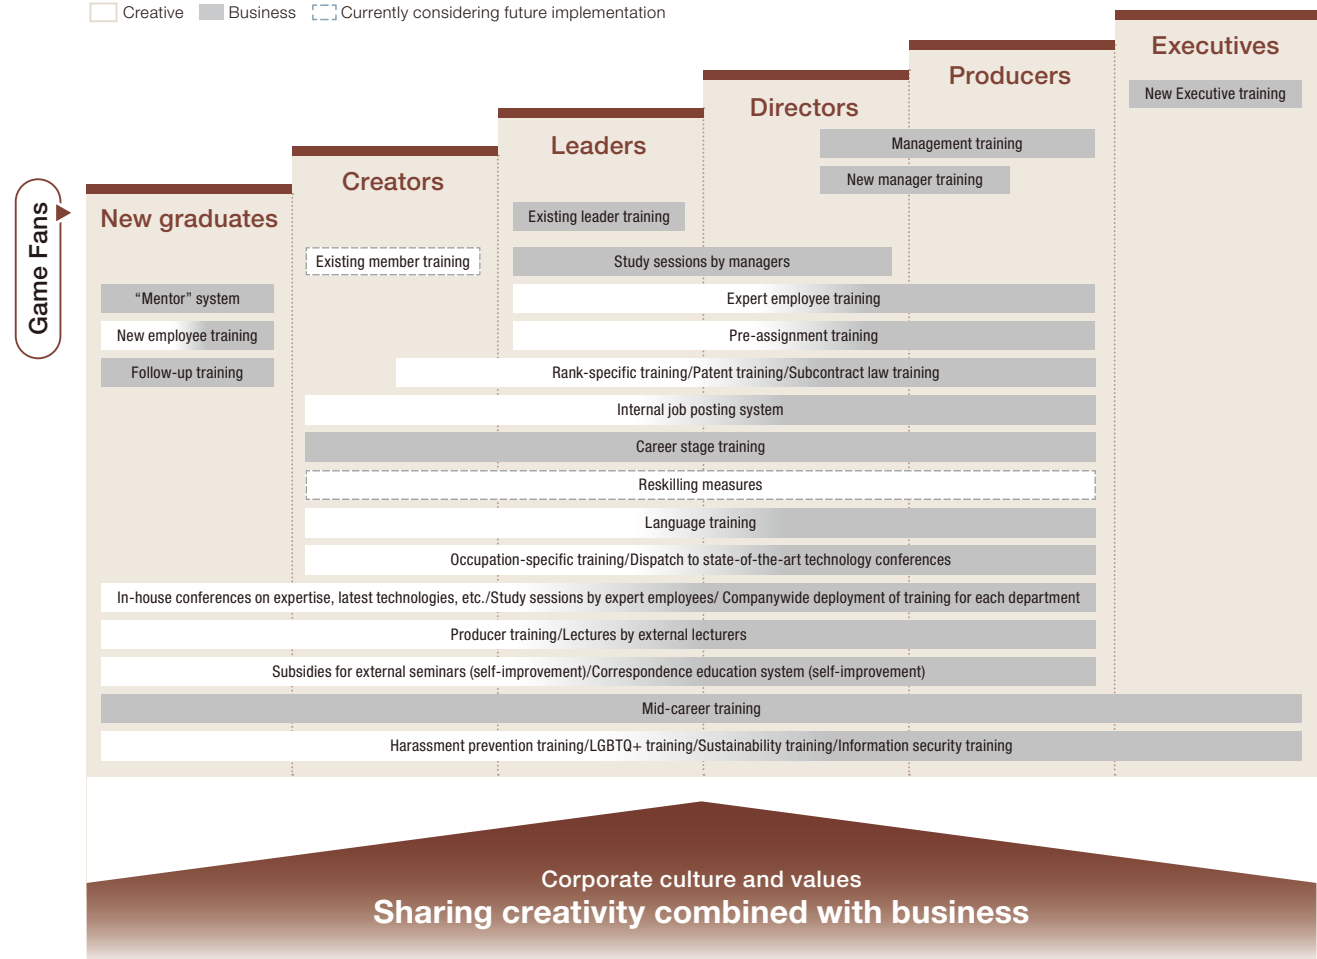 Creative
Business
Currently considering future implementation
Executives
New Executive training
Producers
Directors
Management training
New manager training
Leaders
Existing leader training
Creators
New graduates
Game Fans
Existing member training
Study sessions by managers
“Mentor” system
Expert employee training
New employee training
Pre-assignment training
Follow-up training
Rank-specific training/Patent training/Subcontract law training
Internal job posting system
Career stage training
Reskilling measures
Language training
Occupation-specific training/Dispatch to state-of-the-art technology conferences
In-house conferences on expertise, latest technologies, etc./Study sessions by expert employees/ Companywide deployment of training for each department
Producer training/Lectures by external lecturers
Subsidies for external seminars (self-improvement)/Correspondence education system (self-improvement)
Mid-career training
Harassment prevention training/LGBTQ+ training/Sustainability training/Information security training
Corporate culture and values
Sharing creativity combined with business